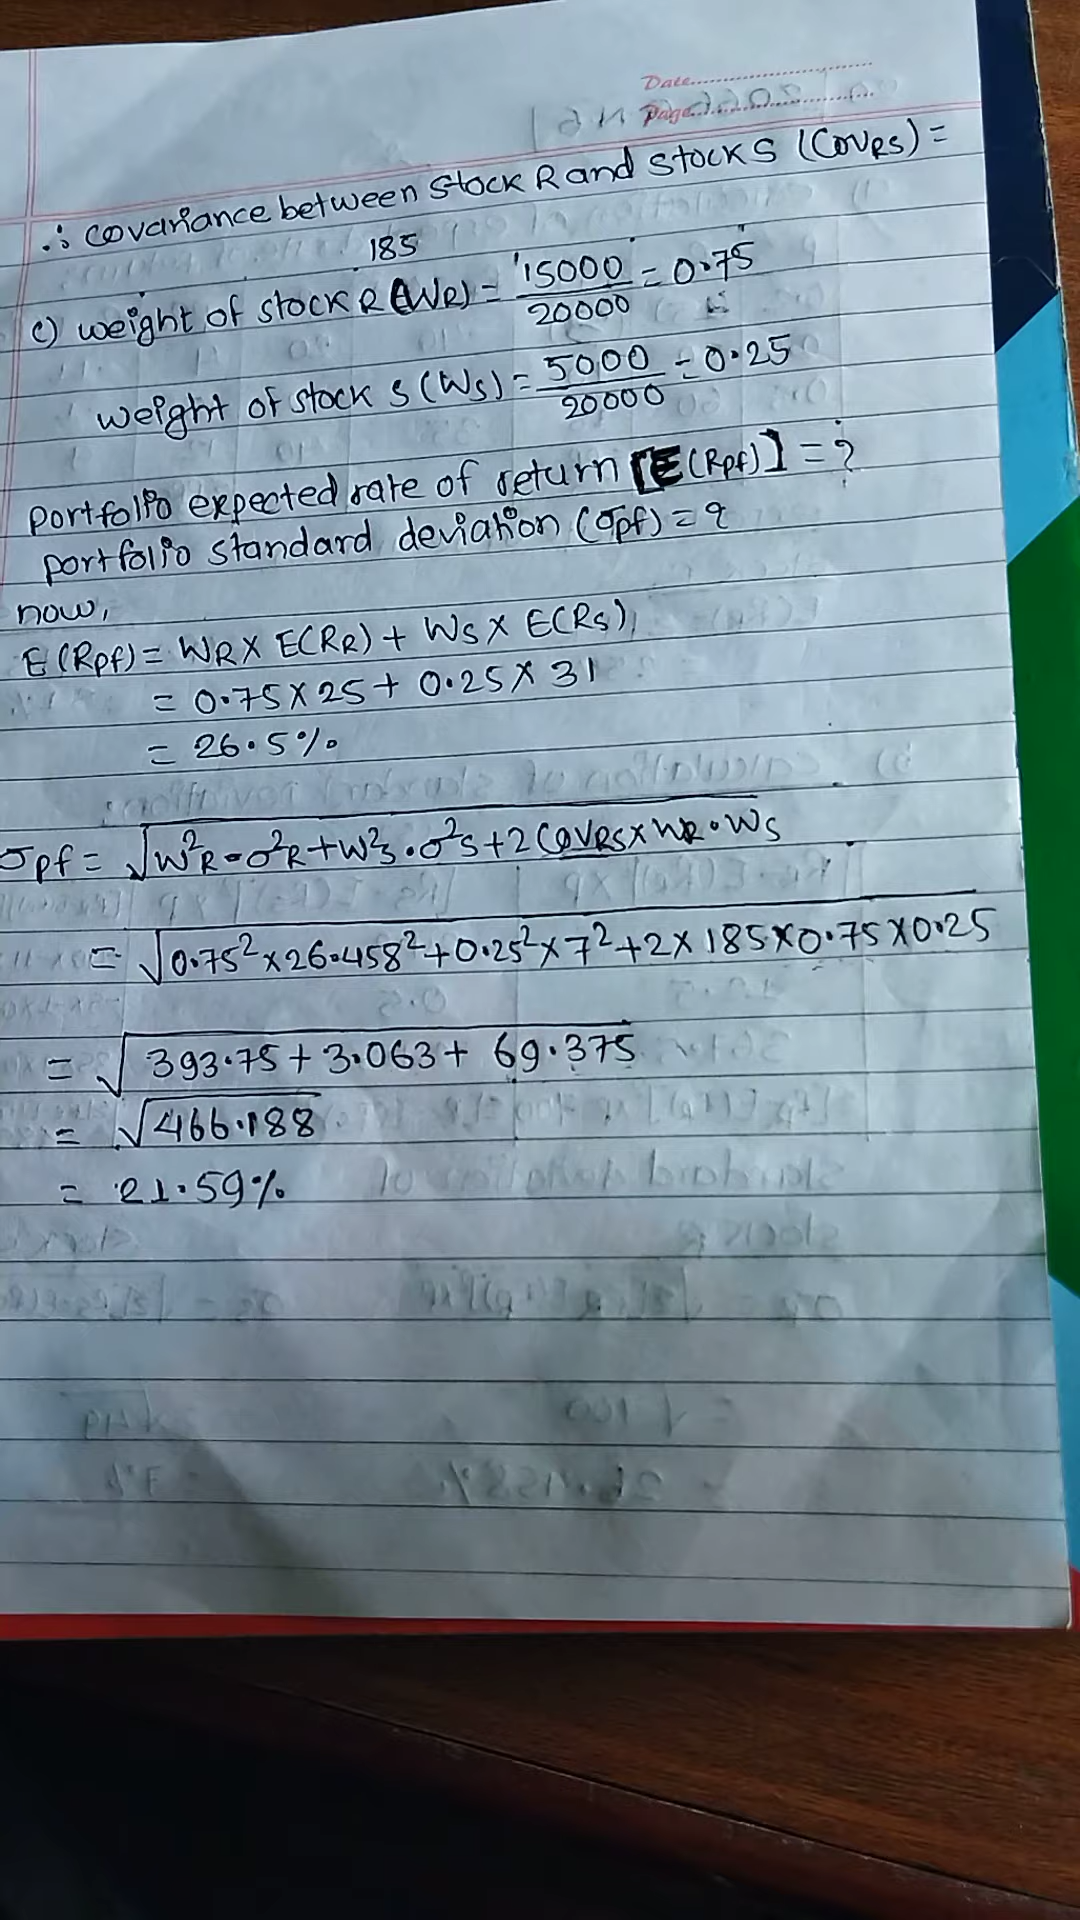 Date
Page
∴ covariance between stock R and stock S (CovRS) =
185
c) weight of stock R (WR) = 15000/20000 = 0.75
weight of stock S (WS) = 5000/20000 = 0.25
portfolio expected rate of return [E(Rpf)] = ?
portfolio standard deviation (σpf) = ?
now,
E(Rpf) = WR X E(RR) + WS X E(RS)
= 0.75 X 25 + 0.25 X 31
= 26.5%
σpf = √W²R · σ²R + W²S · σ²S + 2 COVRS x WR · WS
= √0.75² x 26.458² + 0.25² x 7² + 2 x 185 x 0.75 x 0.25
= √393.75 + 3.063 + 69.375
= √466.188
= 21.59%